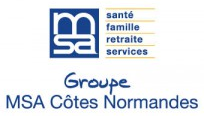 msa
santé
famille
retraite
services
Groupe
MSA Côtes Normandes